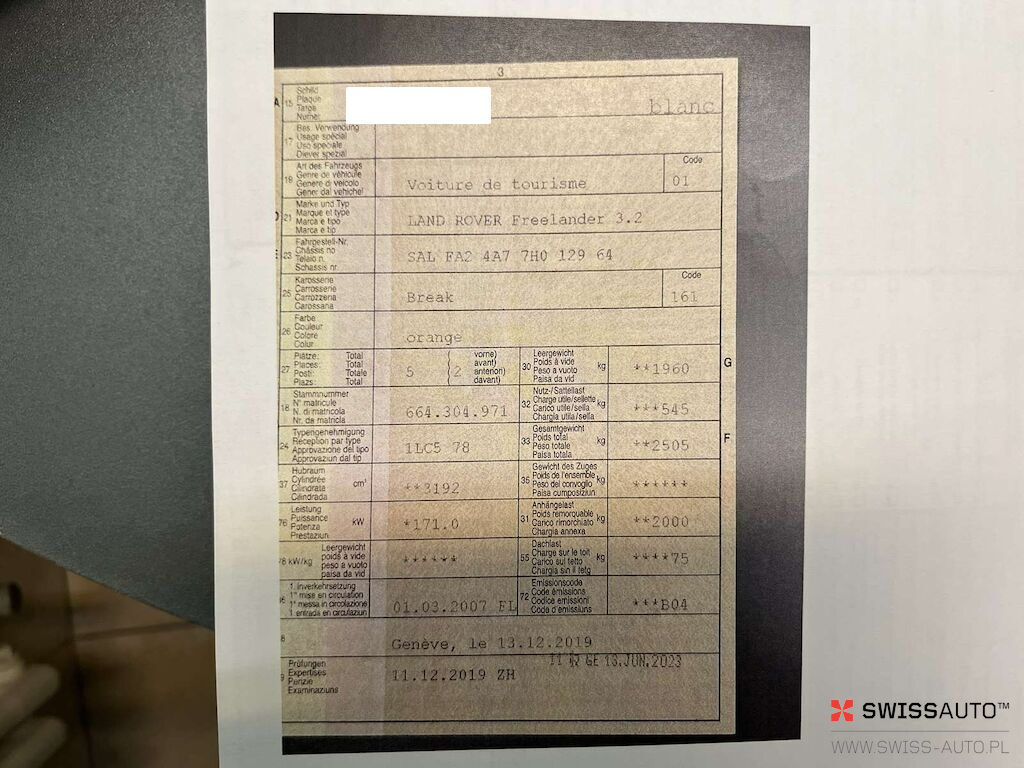 3
A 15 Schild
Plaque
Targa
Numer
blanc
17 Bes. Verwendung
Usage spécial
Uso speciale
Diever spezial
19 Art des Fahrzeugs
Genre de véhicule
Genere di veicolo
Gener dal vehichel
Voiture de tourisme
Code
01
D 21 Marke und Typ
Marque et type
Marca e tipo
Marca e tip
LAND ROVER Freelander 3.2
E 23 Fahrgestell-Nr.
Châssis no
Telaio n.
Schassis nr.
SAL FA2 4A7 7H0 129 64
25 Karosserie
Carrosserie
Carrozzeria
Carossaria
Break
Code
161
26 Farbe
Couleur
Colore
Colur
orange
27 Plätze: Total
Places: Total
Posti: Totale
Plazs: Total
5 ( 2 vorne)
avant)
anteriori)
davant)
30 Leergewicht
Poids à vide kg
Peso a vuoto
Paisa da vid
**1960
G
18 Stammnummer
N° matricule
N. di matricola
Nr. da matricla
664.304.971
32 Nutz-/Sattellast
Charge utile/sellette kg
Carico utile/sella
Chargia utila/sella
***545
24 Typengenehmigung
Réception par type
Approvazione del tipo
Approvaziun dal tip
1LC5 78
33 Gesamtgewicht
Poids total kg
Peso totale
Paisa totala
**2505
F
37 Hubraum
Cylindrée cm³
Cilindrata
Cilindrada
**3192
35 Gewicht des Zuges
Poids de l'ensemble kg
Peso del convoglio
Paisa cumposiziun
******
76 Leistung
Puissance kW
Potenza
Prestaziun
*171.0
31 Anhängelast
Poids remorquable kg
Carico rimorchiato
Chargia annexa
**2000
78 kW/kg Leergewicht
poids à vide
peso a vuoto
paisa da vid
******
55 Dachlast
Charge sur le toit kg
Carico sul tetto
Chargia sin il tetg
****75
1. Inverkehrsetzung
1re mise en circulation
1a messa in circolazione
1 entrada en circulaziun
01.03.2007 FL
72 Emissionscode
Code émissions
Codice emissioni
Code d'emissiuns
***B04
Genève, le 13.12.2019
GE 13.JUN.2023
Prüfungen
Expertises
Perizie
Examinaziuns
11.12.2019 ZH
SWISSAUTO™
WWW.SWISS-AUTO.PL